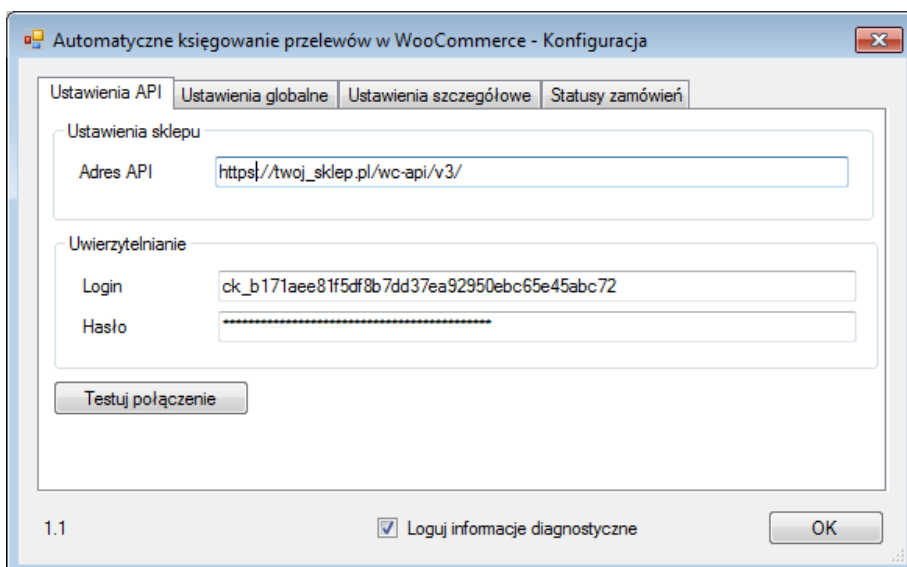 Automatyczne księgowanie przelewów w WooCommerce - Konfiguracja
Ustawienia API Ustawienia globalne Ustawienia szczegółowe Statusy zamówień
Ustawienia sklepu
Adres API https://twoj_sklep.pl/wc-api/v3/
Uwierzytelnianie
Login ck_b171aee81f5df8b7dd37ea92950ebc65e45abc72
Hasło *******************************************
Testuj połączenie
1.1 Loguj informacje diagnostyczne OK